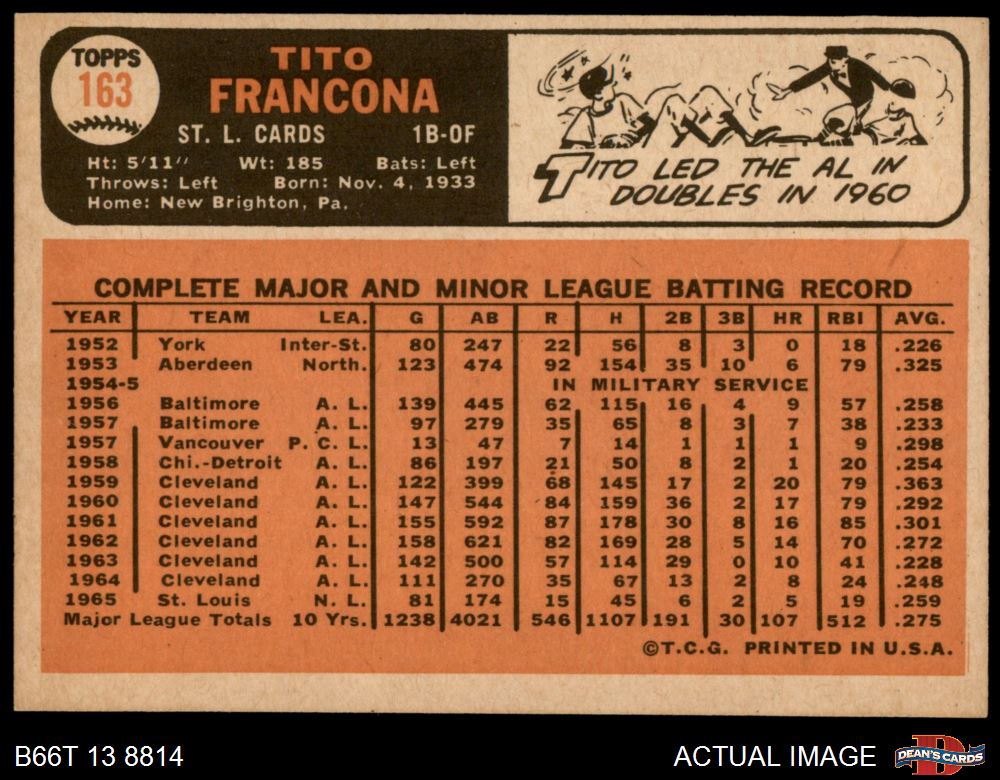 TOPPS
163
TITO
FRANCONA
ST. L. CARDS 1B-OF
Ht: 5'11" Wt: 185 Bats: Left
Throws: Left Born: Nov. 4, 1933
Home: New Brighton, Pa.
TITO LED THE AL IN
DOUBLES IN 1960
COMPLETE MAJOR AND MINOR LEAGUE BATTING RECORD
YEAR TEAM LEA. G AB R H 2B 3B HR RBI AVG.
1952 York Inter-St. 80 247 22 56 8 3 0 18 .226
1953 Aberdeen North. 123 474 92 154 35 10 6 79 .325
1954-5 IN MILITARY SERVICE
1956 Baltimore A. L. 139 445 62 115 16 4 9 57 .258
1957 Baltimore A. L. 97 279 35 65 8 3 7 38 .233
1957 Vancouver P. C. L. 13 47 7 14 1 1 1 9 .298
1958 Chi.-Detroit A. L. 86 197 21 50 8 2 1 20 .254
1959 Cleveland A. L. 122 399 68 145 17 2 20 79 .363
1960 Cleveland A. L. 147 544 84 159 36 2 17 79 .292
1961 Cleveland A. L. 155 592 87 178 30 8 16 85 .301
1962 Cleveland A. L. 158 621 82 169 28 5 14 70 .272
1963 Cleveland A. L. 142 500 57 114 29 0 10 41 .228
1964 Cleveland A. L. 111 270 35 67 13 2 8 24 .248
1965 St. Louis N. L. 81 174 15 45 6 2 5 19 .259
Major League Totals 10 Yrs. 1238 4021 546 1107 191 30 107 512 .275
©T.C.G. PRINTED IN U.S.A.
B66T 13 8814
ACTUAL IMAGE
D
DEAN'S CARDS